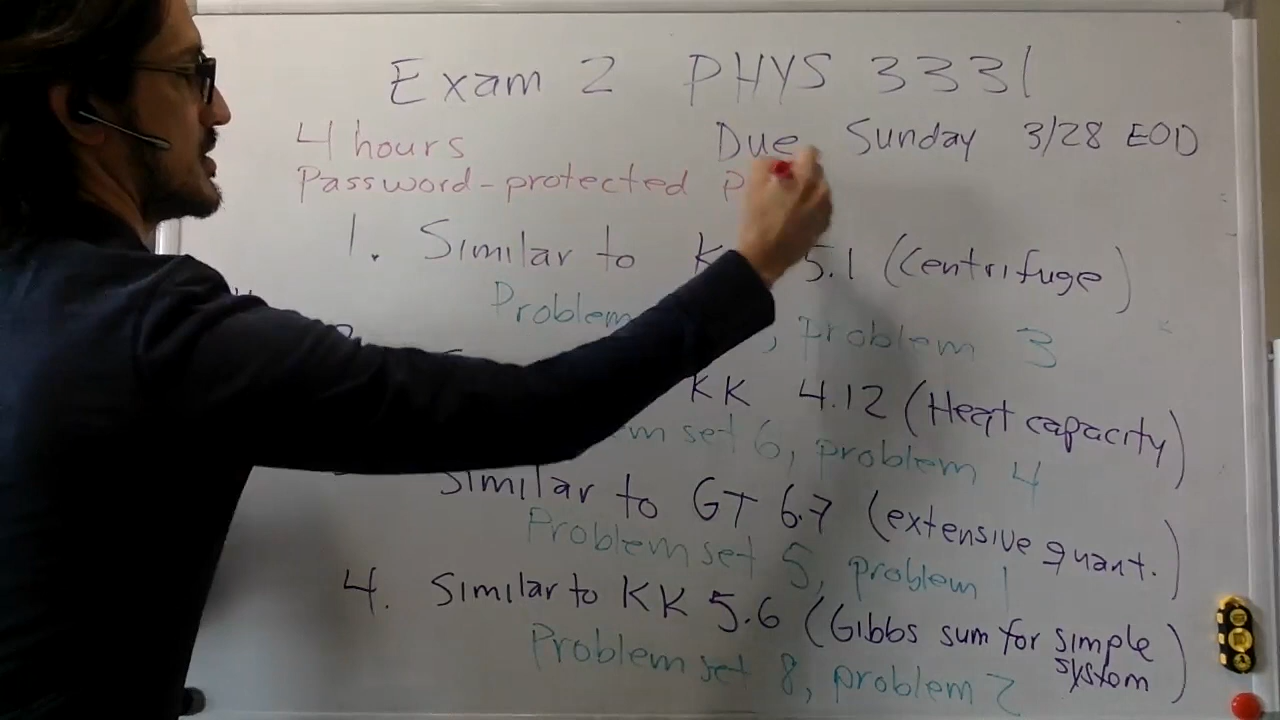 Exam 2 PHYS 3331
4 hours Due Sunday 3/28 EOD
Password-protected P
1. Similar to K 5.1 (Centrifuge)
Problem , problem 3
KK 4.12 (Heat capacity)
m set 6, problem 4
Similar to GT 6.7 (extensive quant.)
Problem set 5, problem 1
4. Similar to KK 5.6 (Gibbs sum for simple system)
Problem set 8, problem 2